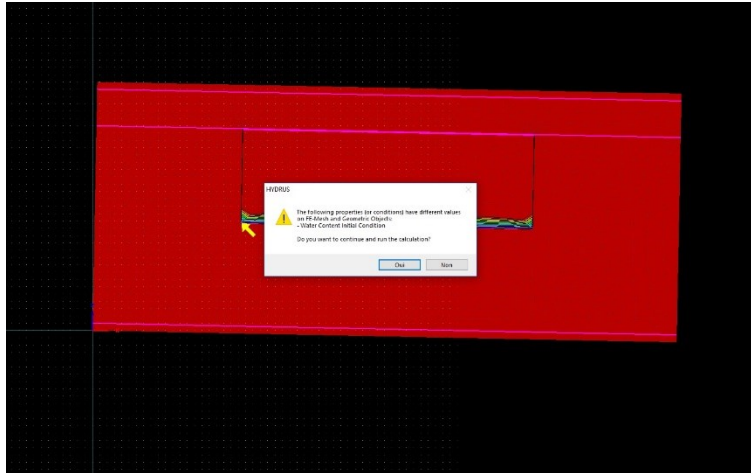 HYDRUS
The following properties (or conditions) have different values
on FE-Mesh and Geometric Objects:
- Water Content Initial Condition
Do you want to continue and run the calculation?
Oui
Non